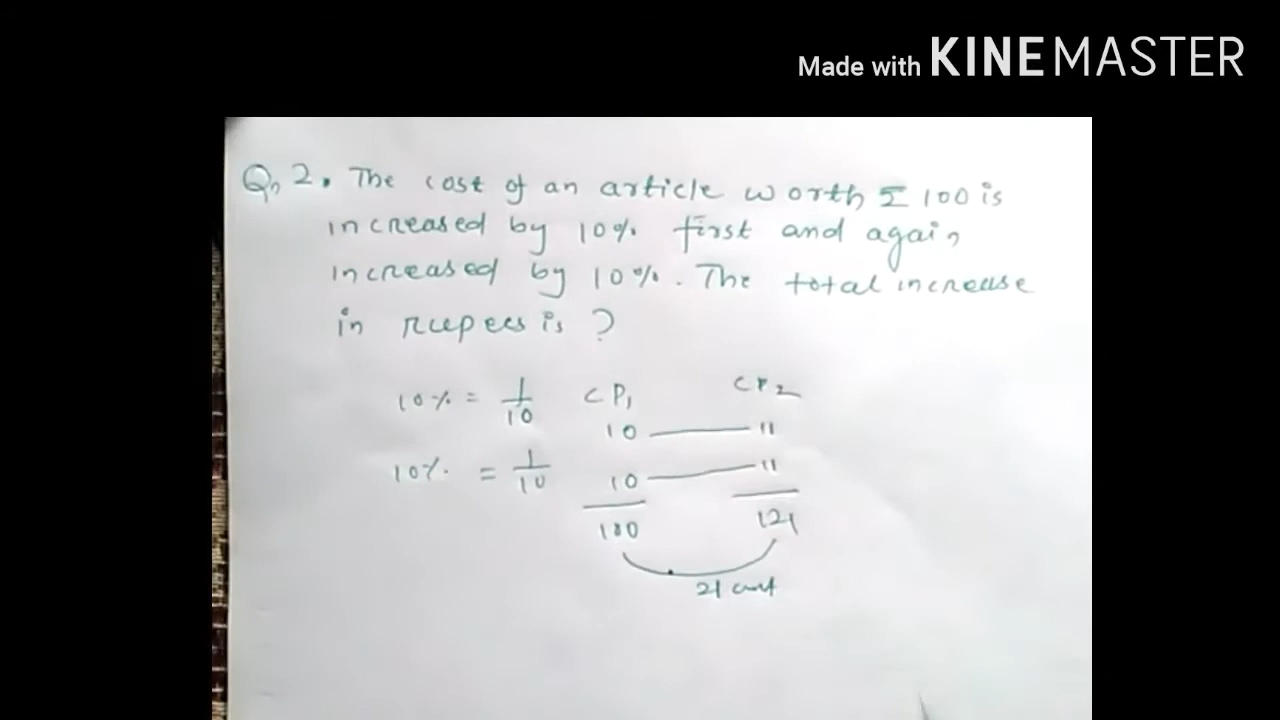 Made with KINEMASTER
Qn 2. The cost of an article worth ₹ 100 is
increased by 10% first and again
increased by 10%. The total increase
in rupees is ?
10% = 1/10 CP1 CP2
10 — 11
10% = 1/10 10 — 11
100 121
21